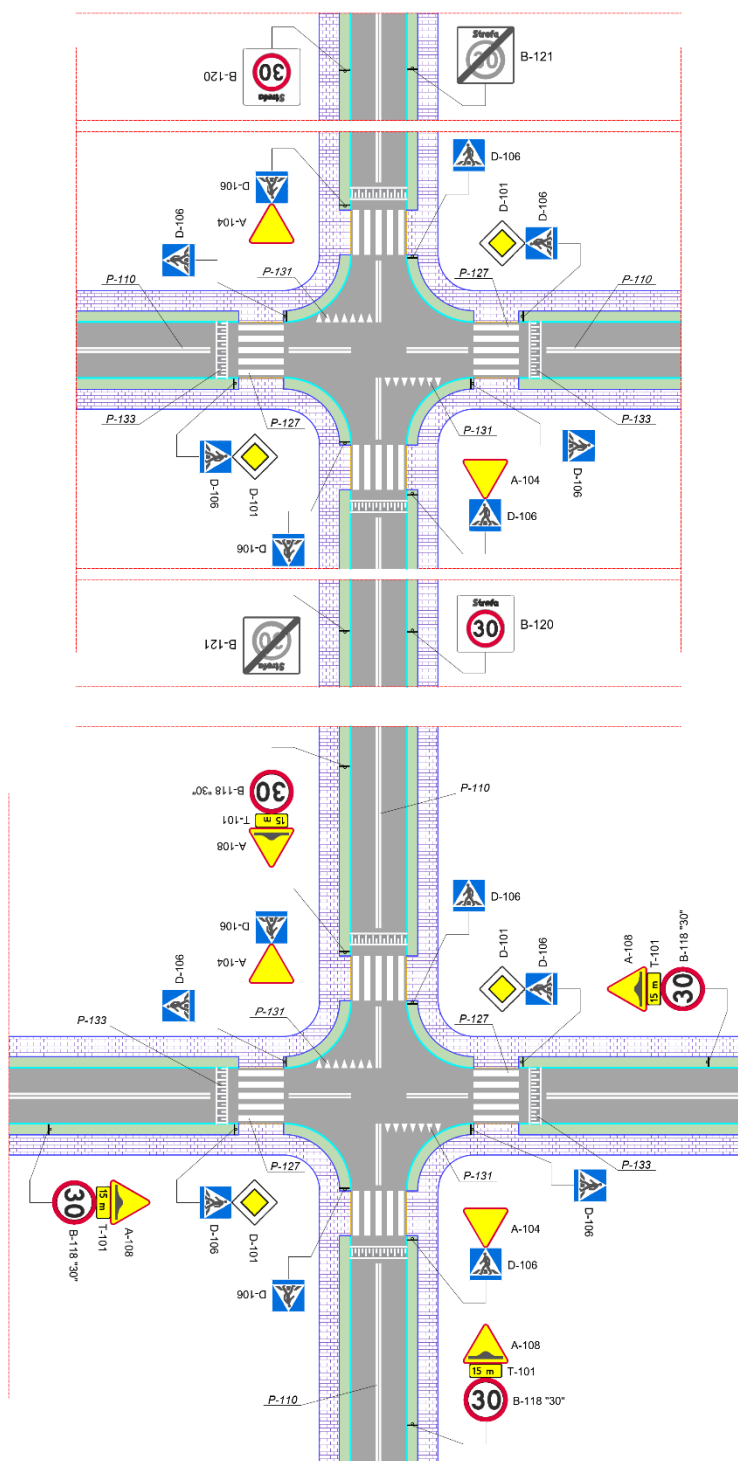 30
Strefa
B-120
Strefa
30
B-121
D-106
D-106
A-104
D-106
D-101
D-106
P-110
P-131
P-127
P-110
P-133
P-127
P-131
P-133
D-106
D-101
A-104
D-106
D-106
D-106
B-121
30
Strefa
Strefa
30
B-120
B-118 "30"
30
T-101
15 m
A-108
P-110
D-106
A-104
D-106
D-106
D-101
D-106
A-108
T-101
B-118 "30"
15 m
30
P-133
P-131
P-127
P-127
P-131
P-133
30
15 m
B-118 "30"
T-101
A-108
D-106
D-101
D-106
A-104
D-106
D-106
A-108
15 m
T-101
30
B-118 "30"
P-110